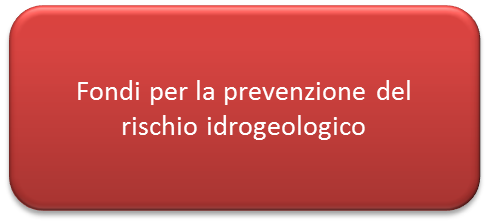 Fondi per la prevenzione del
rischio idrogeologico